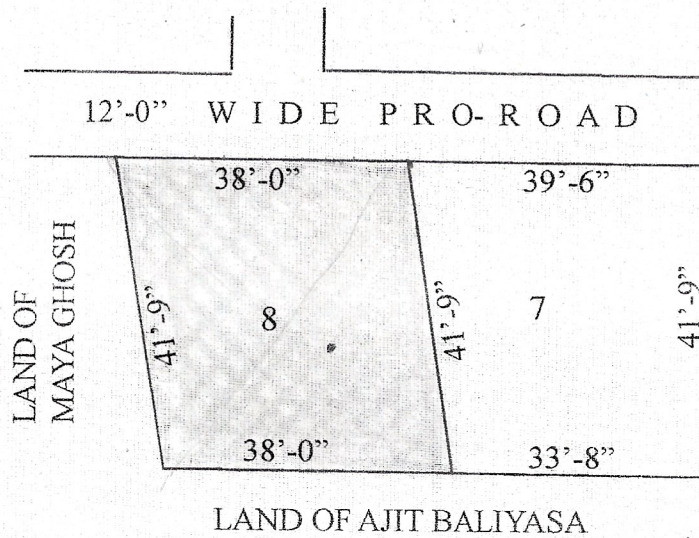 12’-0” WIDE PRO-ROAD
38’-0”
39’-6”
LAND OF
MAYA GHOSH
41’-9”
8
41’-9”
7
41’-9”
38’-0”
33’-8”
LAND OF AJIT BALIYASA